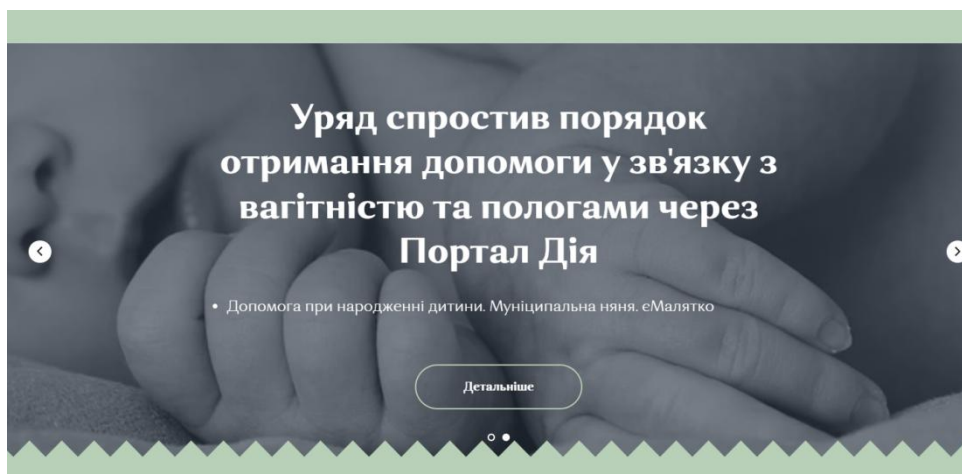 Уряд спростив порядок
отримання допомоги у зв'язку з
вагітністю та пологами через
Портал Дія
• Допомога при народженні дитини. Муніципальна няня. єМалятко
Детальніше